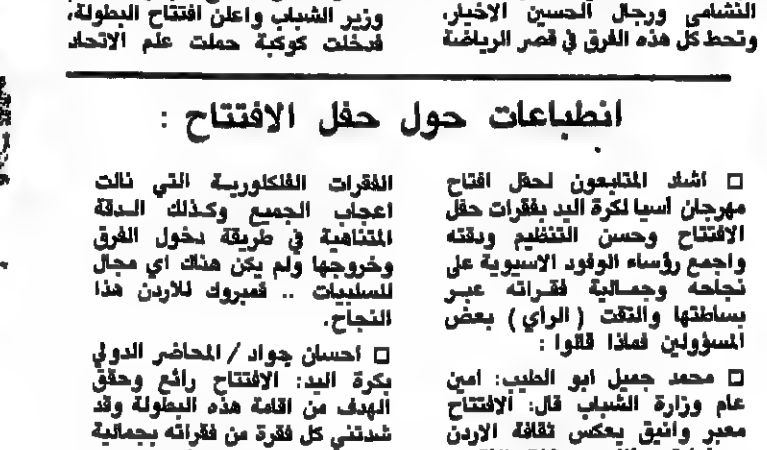 النشامى ورجال الحسين الاخيار.
وتحط كل هذه الفرق في قصر الرياضة
وزير الشباب واعلن افتتاح البطولة،
فدخلت كوكبة حملت علم الاتحاد
انطباعات حول حفل الافتتاح :
□ اشاد المتابعون لحفل افتاح
مهرجان آسيا لكرة اليد بفقرات حفل
الافتتاح وحسن التنظيم ودقته
واجمع رؤساء الوفود الاسيوية على
نجاحه وجمالية فقراته عبر
بساطتها والتقت ( الراي ) بعض
المسؤولين فماذا قالوا :
□ محمد جميل ابو الطيب: امين
عام وزارة الشباب قال: الافتتاح
معبر وانيق يعكس ثقافة الاردن
الفقرات الفلكلورية التي نالت
اعجاب الجميع وكذلك الدقة
المتناهية في طريقة دخول الفرق
وخروجها ولم يكن هناك اي مجال
للسلبيات .. فمبروك للاردن هذا
النجاح.
□ احسان جواد / المحاضر الدولي
بكرة اليد: الافتتاح رائع وحقق
الهدف من اقامة هذه البطولة وقد
شدتني كل فقرة من فقراته بجمالية